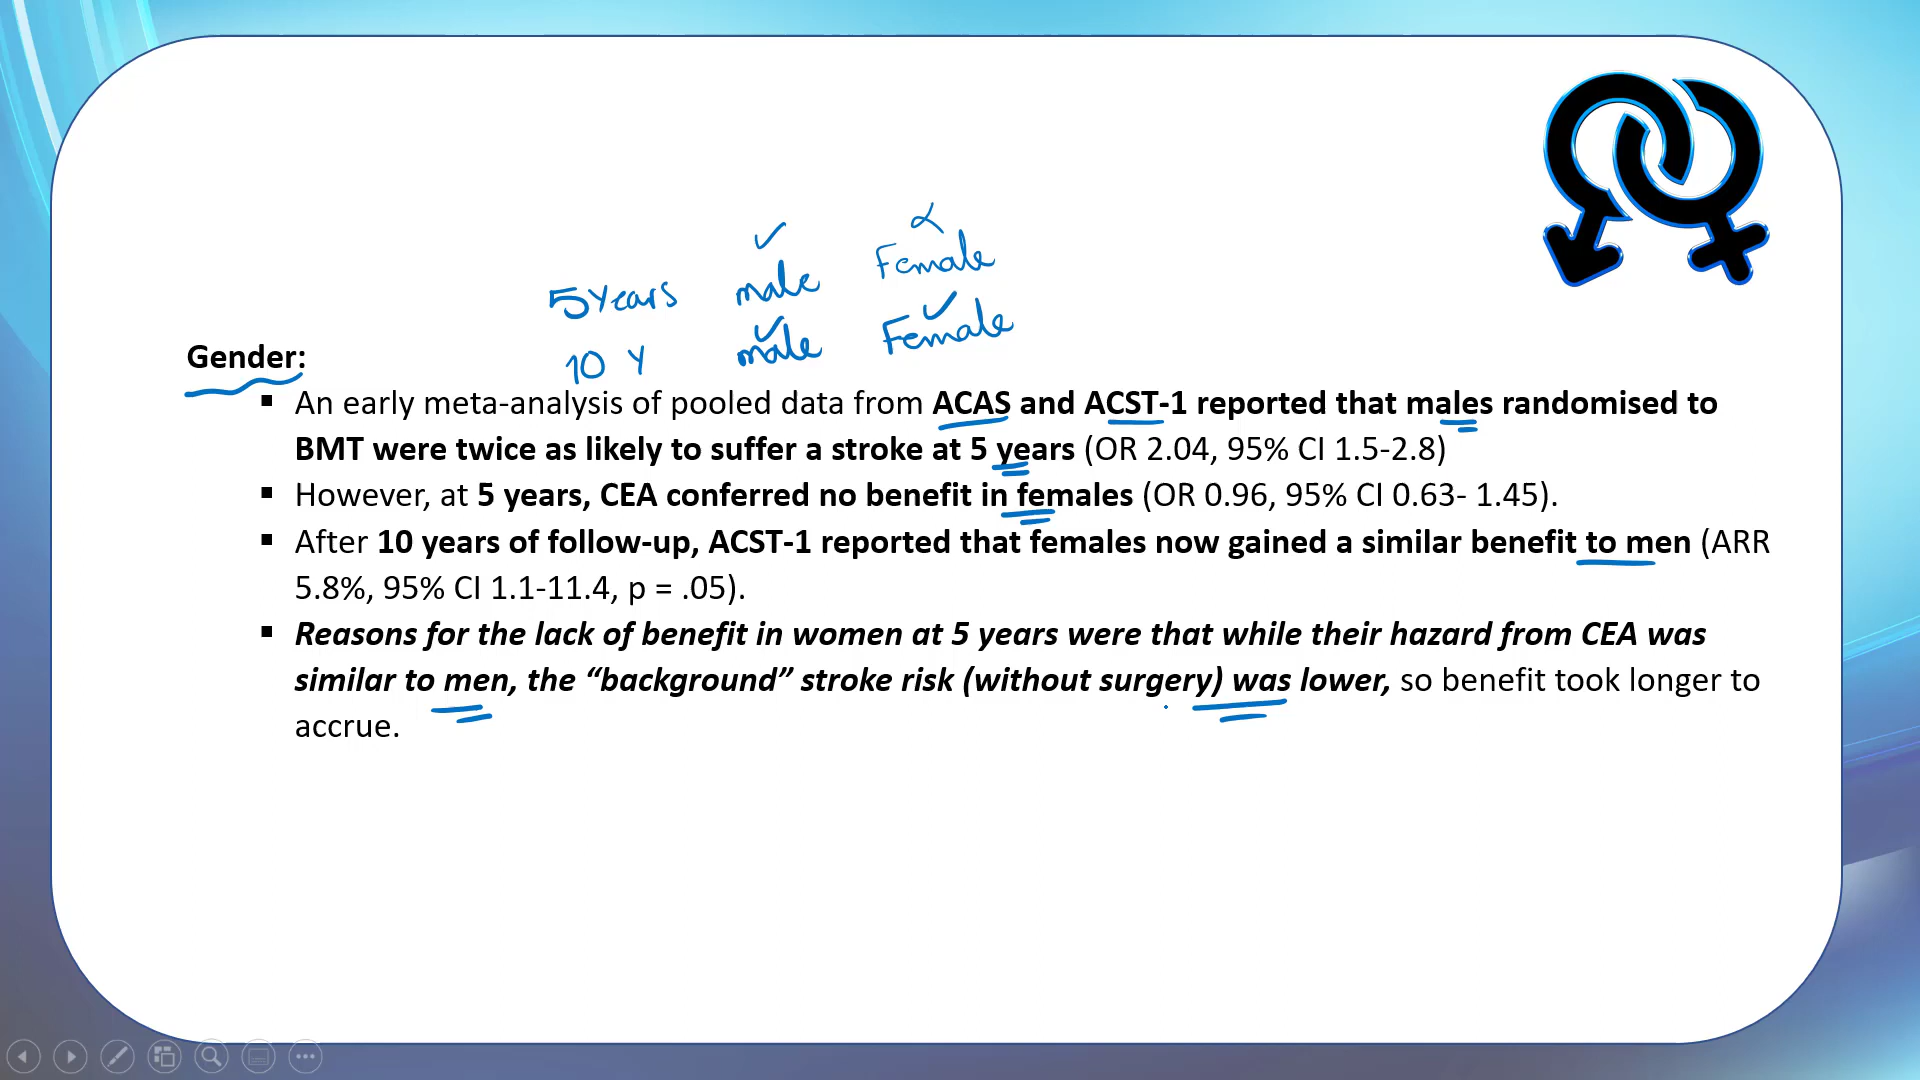 ✓ α
5 Years male Female
✓ ✓
10 Y male Female
Gender:
▪ An early meta-analysis of pooled data from ACAS and ACST-1 reported that males randomised to
BMT were twice as likely to suffer a stroke at 5 years (OR 2.04, 95% CI 1.5-2.8)
▪ However, at 5 years, CEA conferred no benefit in females (OR 0.96, 95% CI 0.63- 1.45).
▪ After 10 years of follow-up, ACST-1 reported that females now gained a similar benefit to men (ARR
5.8%, 95% CI 1.1-11.4, p = .05).
▪ Reasons for the lack of benefit in women at 5 years were that while their hazard from CEA was
similar to men, the “background” stroke risk (without surgery) was lower, so benefit took longer to
accrue.